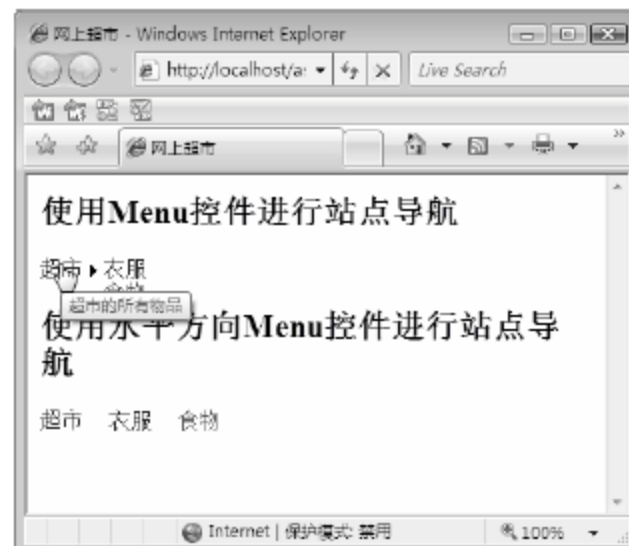 网上超市 - Windows Internet Explorer
http://localhost/a
Live Search
网上超市
使用Menu控件进行站点导航
超市 衣服
食物
超市的所有物品
使用水平方向Menu控件进行站点导
航
超市 衣服 食物
Internet | 保护模式: 禁用
100%